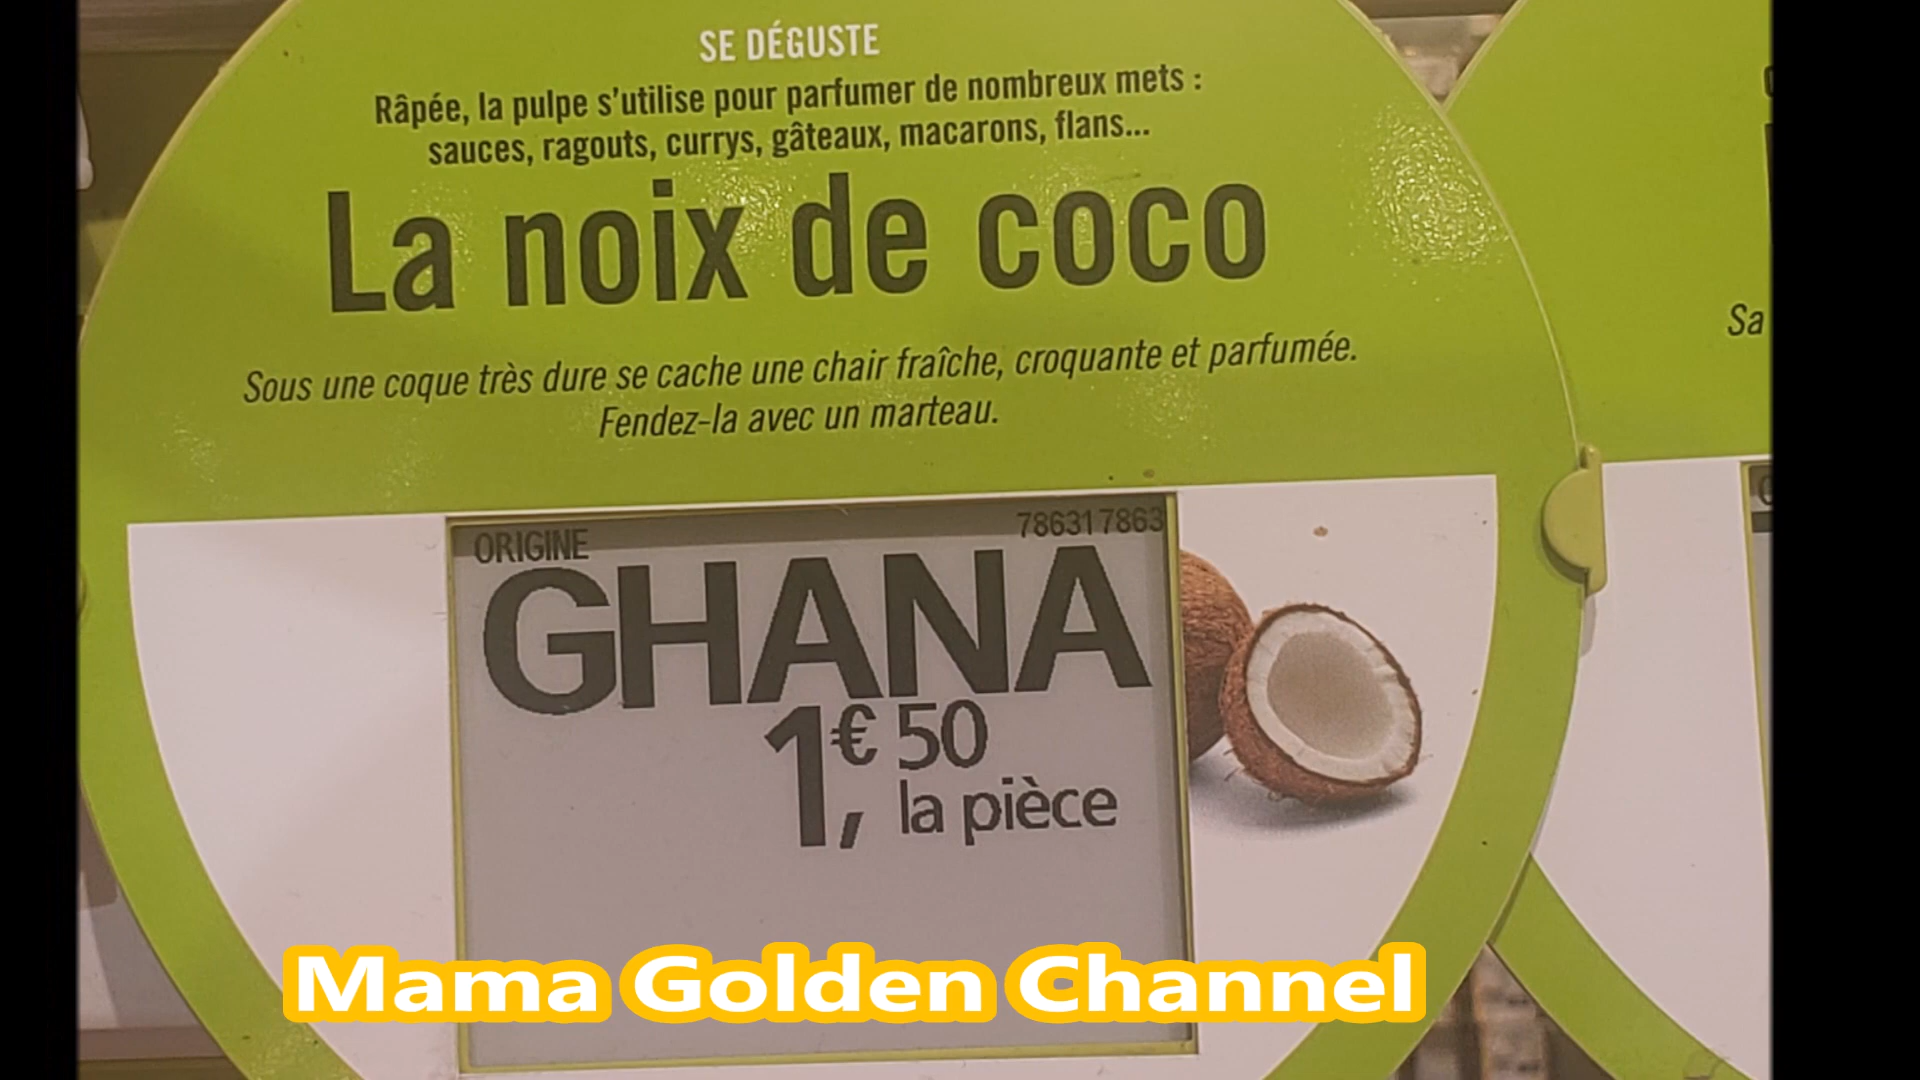 SE DÉGUSTE
Râpée, la pulpe s'utilise pour parfumer de nombreux mets :
sauces, ragouts, currys, gâteaux, macarons, flans...
La noix de coco
Sous une coque très dure se cache une chair fraîche, croquante et parfumée.
Fendez-la avec un marteau.
Sa
ORIGINE
786317863
GHANA
1,€50
la pièce
Mama Golden Channel